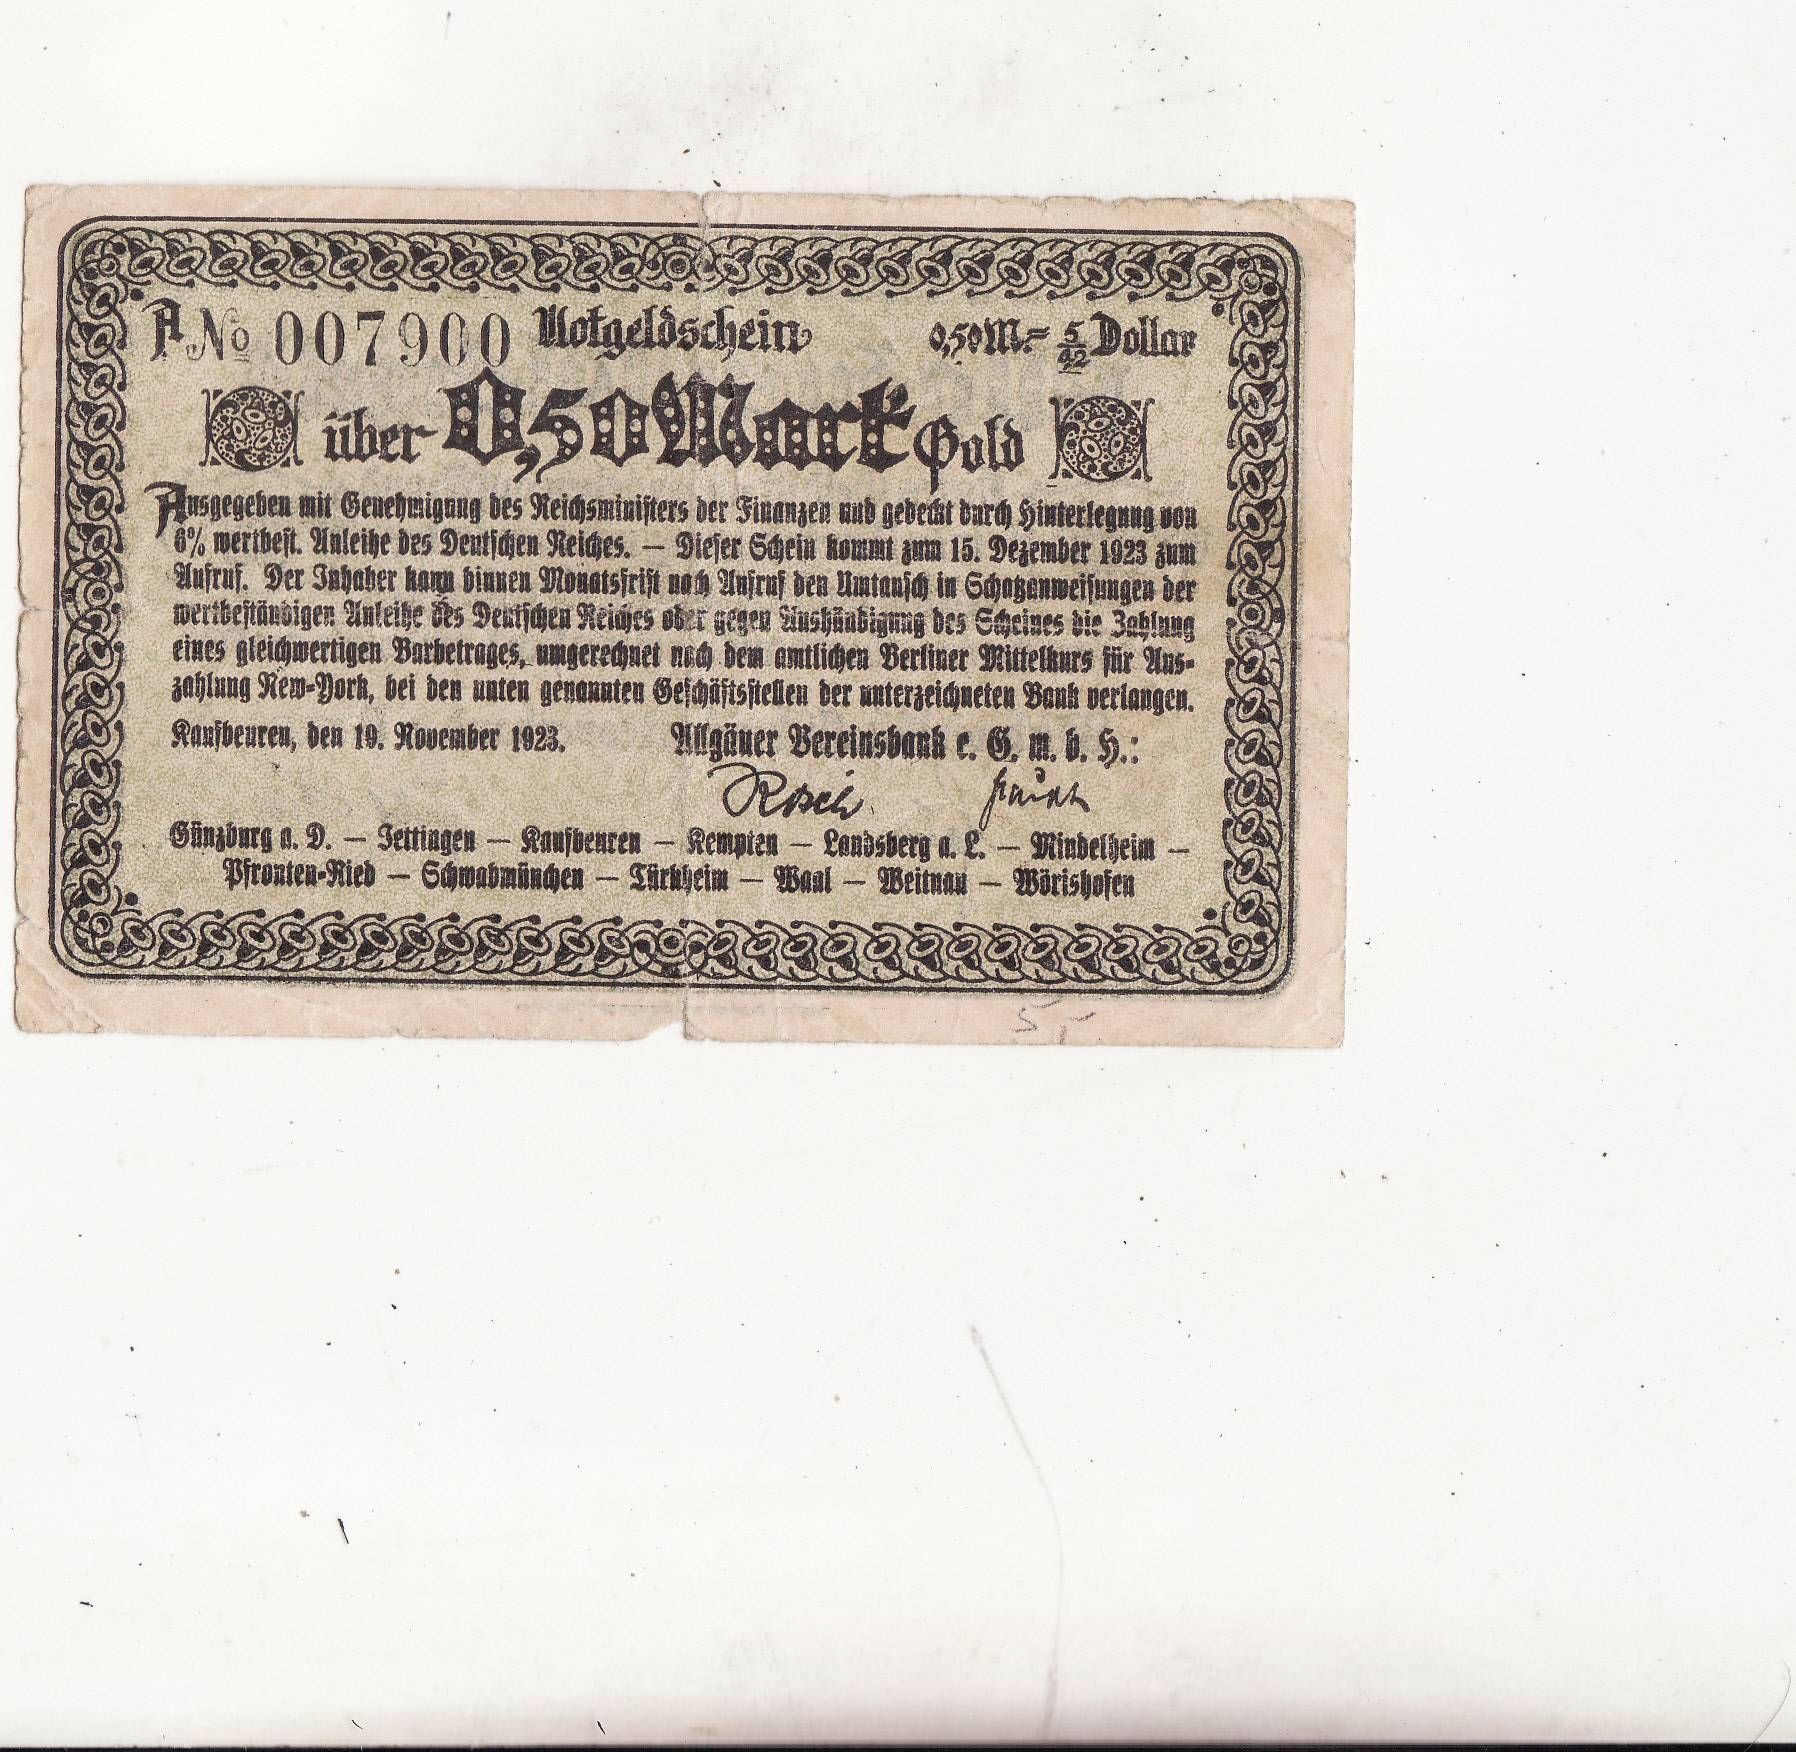 A No 007900 Notgeldschein 0,50 M. = 5/42 Dollar
über 0,50 Mark Gold
Ausgegeben mit Genehmigung des Reichsministers der Finanzen und gedeckt durch Hinterlegung von
6% wertbest. Anleihe des Deutschen Reiches. — Dieser Schein kommt zum 15. Dezember 1923 zum
Aufruf. Der Inhaber kann binnen Monatsfrist nach Aufruf den Umtausch in Schatzanweisungen der
wertbeständigen Anleihe des Deutschen Reiches oder gegen Aushändigung des Scheines die Zahlung
eines gleichwertigen Barbetrages, umgerechnet nach dem amtlichen Berliner Mittelkurs für Aus-
zahlung New-York, bei den unten genannten Geschäftsstellen der unterzeichneten Bank verlangen.
Kaufbeuren, den 19. November 1923. Allgäuer Vereinsbank e. G. m. b. H.:
Günzburg a. D. — Jettingen — Kaufbeuren — Kempten — Landsberg a. L. — Mindelheim —
Pfronten-Ried — Schwabmünchen — Türkheim — Waal — Weitnau — Wörishofen
5,-